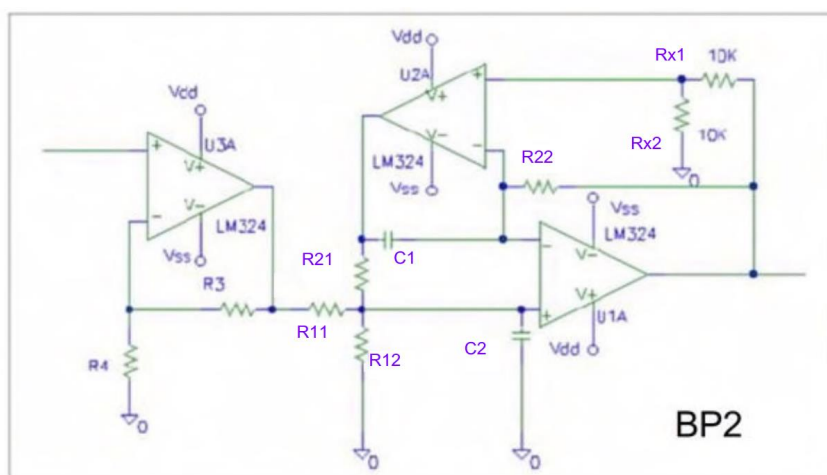 Vdd
Rx1
10K
U2A
+
V+
Vdd
U3A
V-
-
Rx2
10K
+
V+
LM324
R22
0
Vss
V-
-
LM324
Vss
LM324
-
V-
Vss
R3
R21
C1
V+
+
U1A
R11
R4
R12
C2
Vdd
0
BP2
0
0